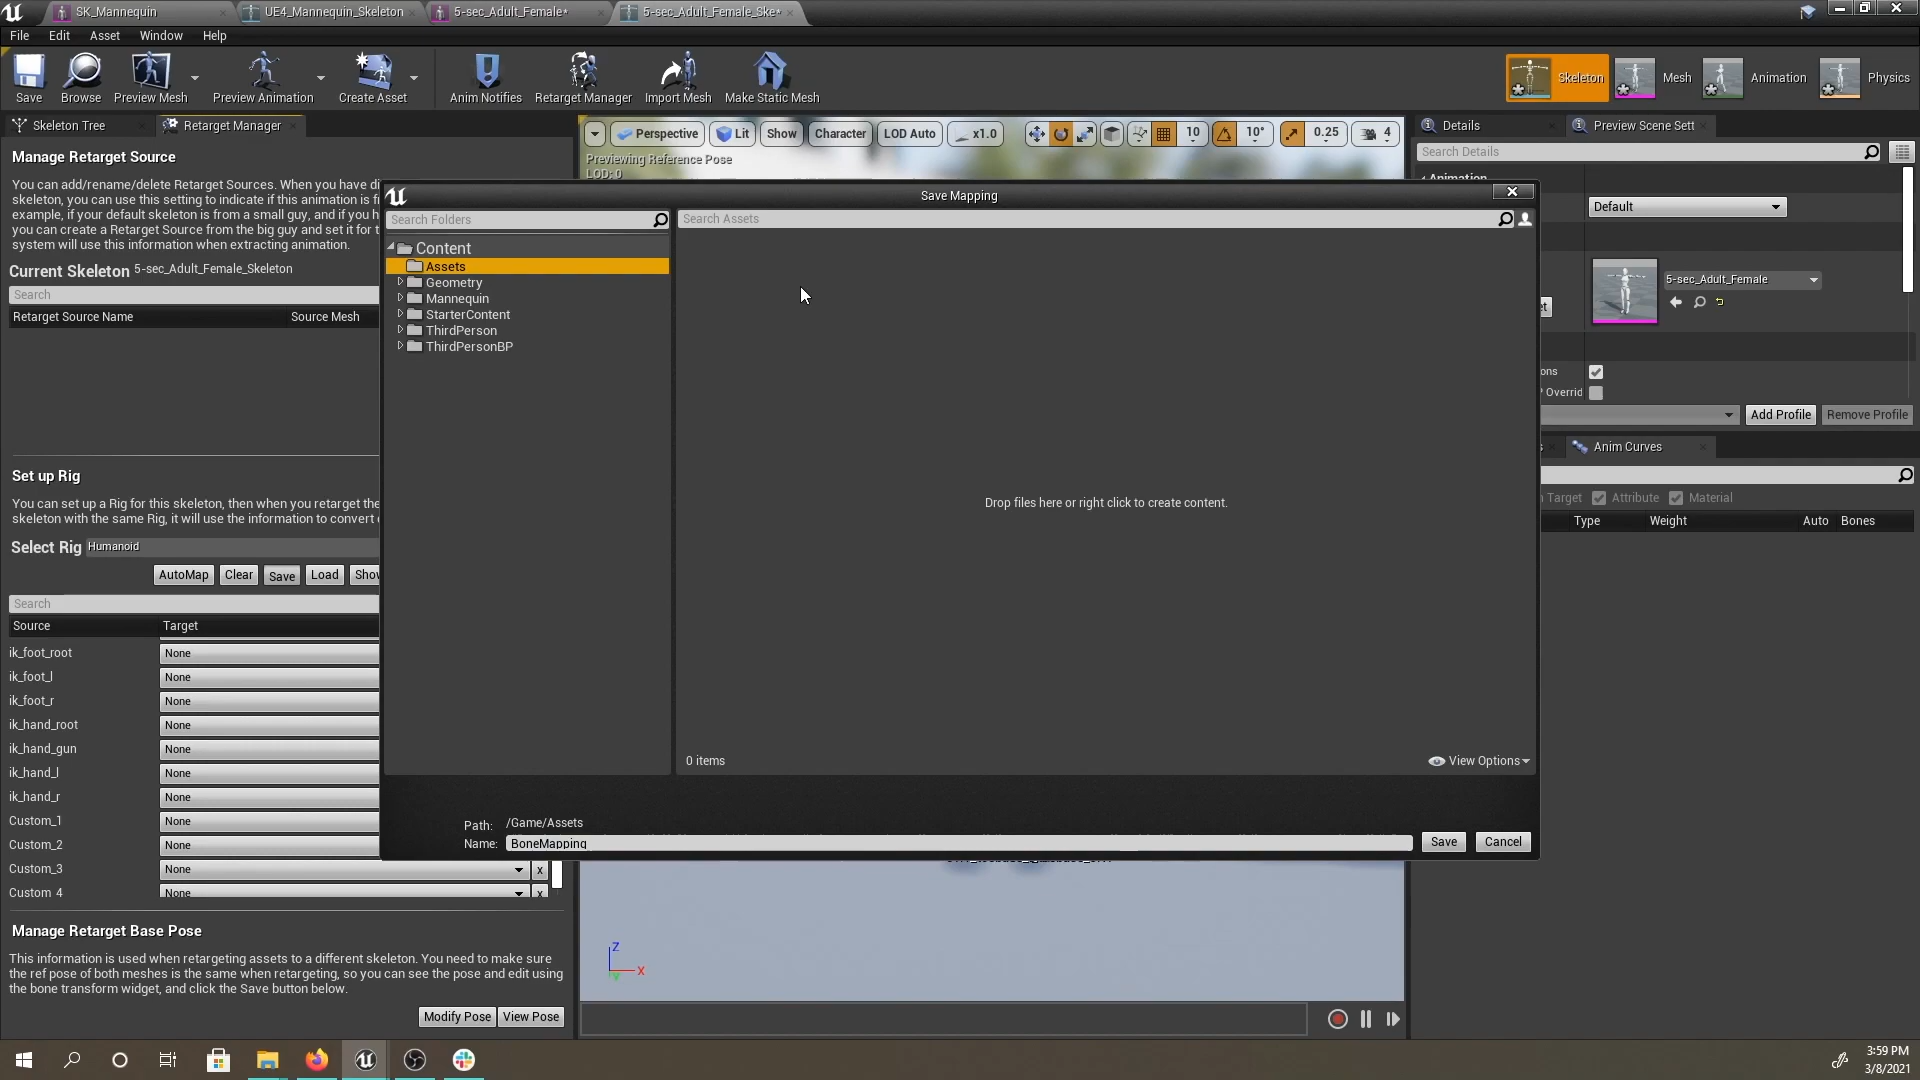 SK_Mannequin
UE4_Mannequin_Skeleton
5-sec_Adult_Female*
5-sec_Adult_Female_Ske*
File Edit Asset Window Help
Save
Browse
Preview Mesh
Preview Animation
Create Asset
Anim Notifies
Retarget Manager
Import Mesh
Make Static Mesh
Skeleton
Mesh
Animation
Physics
Skeleton Tree
Retarget Manager
Manage Retarget Source
You can add/rename/delete Retarget Sources. When you have di
skeleton, you can use this setting to indicate if this animation is f
example, if your default skeleton is from a small guy, and if you h
you can create a Retarget Source from the big guy and set it for t
system will use this information when extracting animation.
Current Skeleton 5-sec_Adult_Female_Skeleton
Search
Retarget Source Name Source Mesh
Set up Rig
You can set up a Rig for this skeleton, then when you retarget the
skeleton with the same Rig, it will use the information to convert
Select Rig Humanoid
AutoMap Clear Save Load Show
Search
Source Target
ik_foot_root None
ik_foot_l None
ik_foot_r None
ik_hand_root None
ik_hand_gun None
ik_hand_l None
ik_hand_r None
Custom_1 None
Custom_2 None
Custom_3 None x
Custom_4 None x
Manage Retarget Base Pose
This information is used when retargeting assets to a different skeleton. You need to make sure
the ref pose of both meshes is the same when retargeting, so you can see the pose and edit using
the bone transform widget, and click the Save button below.
Modify Pose View Pose
Perspective Lit Show Character LOD Auto x1.0 10 10° 0.25 4
Previewing Reference Pose
LOD: 0
Save Mapping
Search Folders
Search Assets
Content
Assets
Geometry
Mannequin
StarterContent
ThirdPerson
ThirdPersonBP
Drop files here or right click to create content.
0 items
View Options
Path: /Game/Assets
Name: BoneMapping
Save Cancel
Z
X
Y
Details
Preview Scene Sett
Search Details
Animation
Default
5-sec_Adult_Female
et
ons
Overrid
Add Profile Remove Profile
s
Anim Curves
Target Attribute Material
Type Weight Auto Bones
3:59 PM
3/8/2021